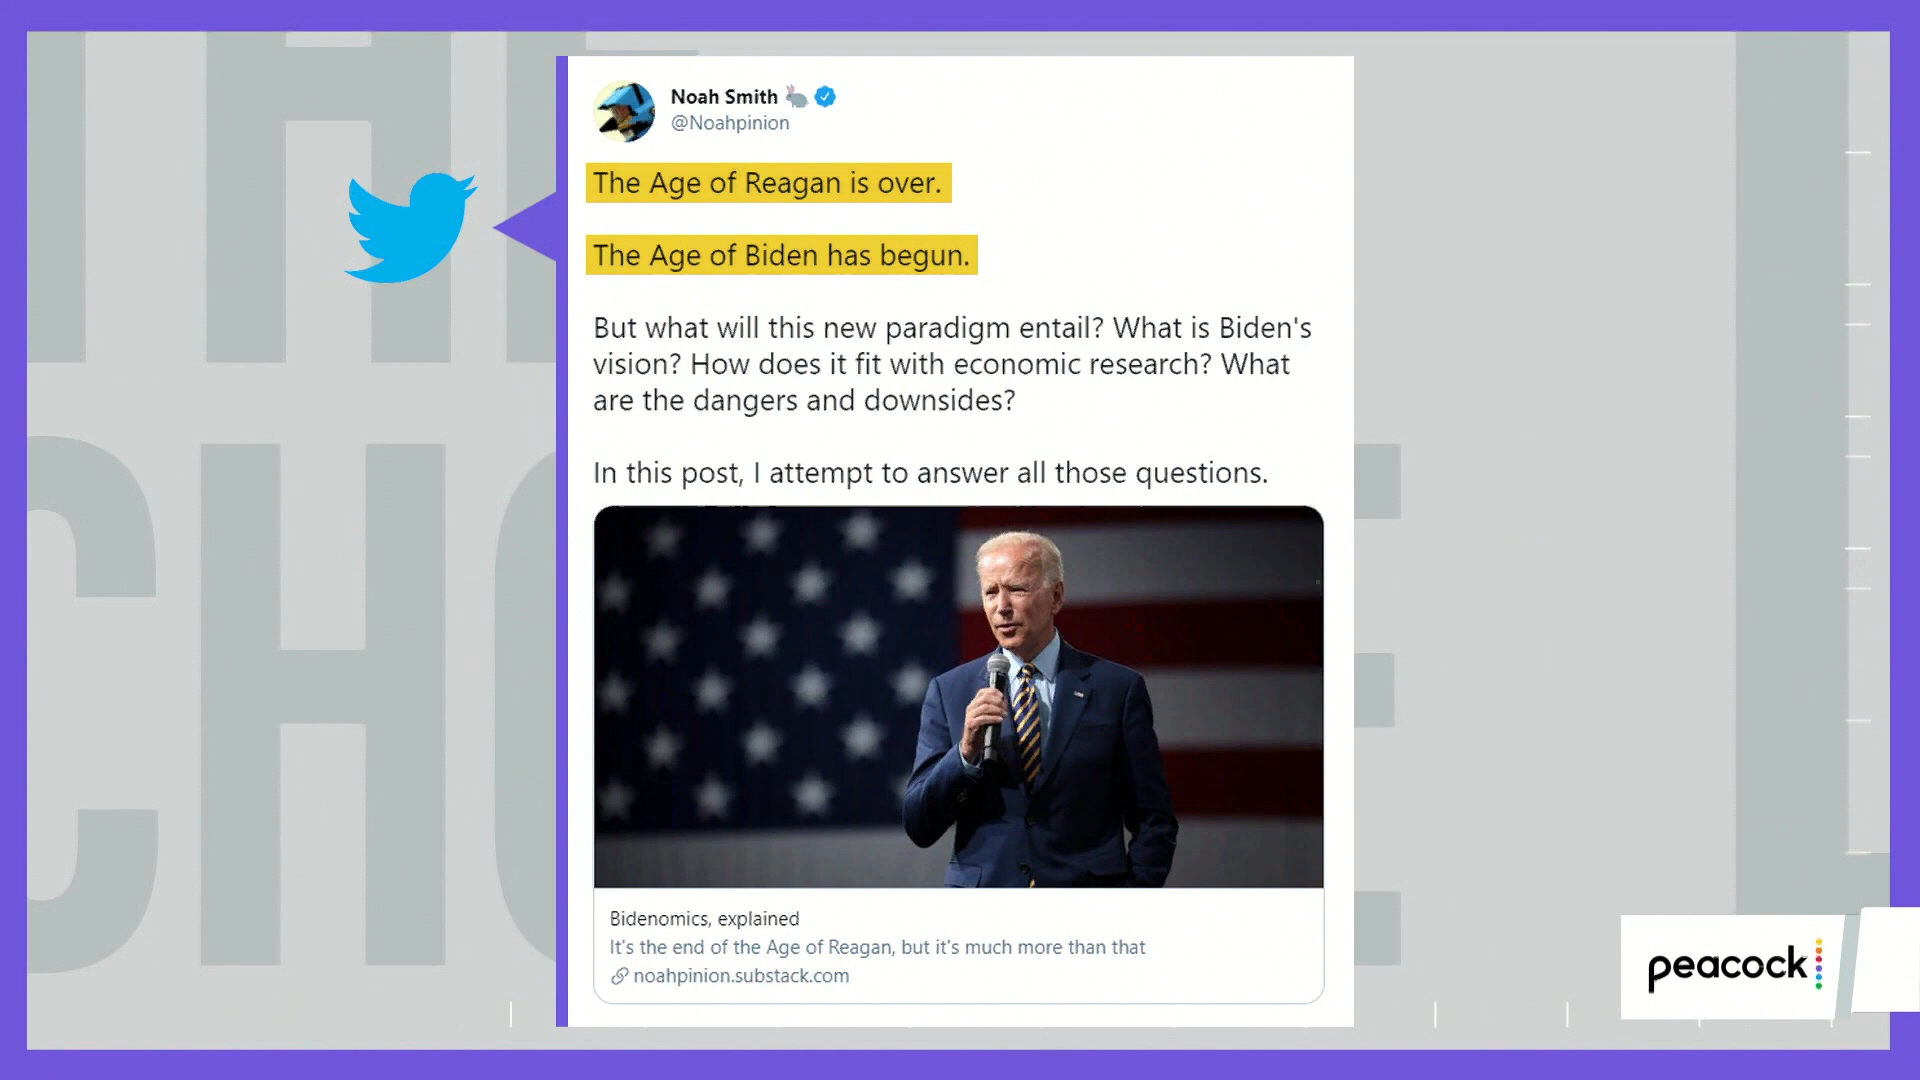 THE
CHOICE
Noah Smith
@Noahpinion
The Age of Reagan is over.
The Age of Biden has begun.
But what will this new paradigm entail? What is Biden's
vision? How does it fit with economic research? What
are the dangers and downsides?
In this post, I attempt to answer all those questions.
Bidenomics, explained
It's the end of the Age of Reagan, but it's much more than that
noahpinion.substack.com
peacock